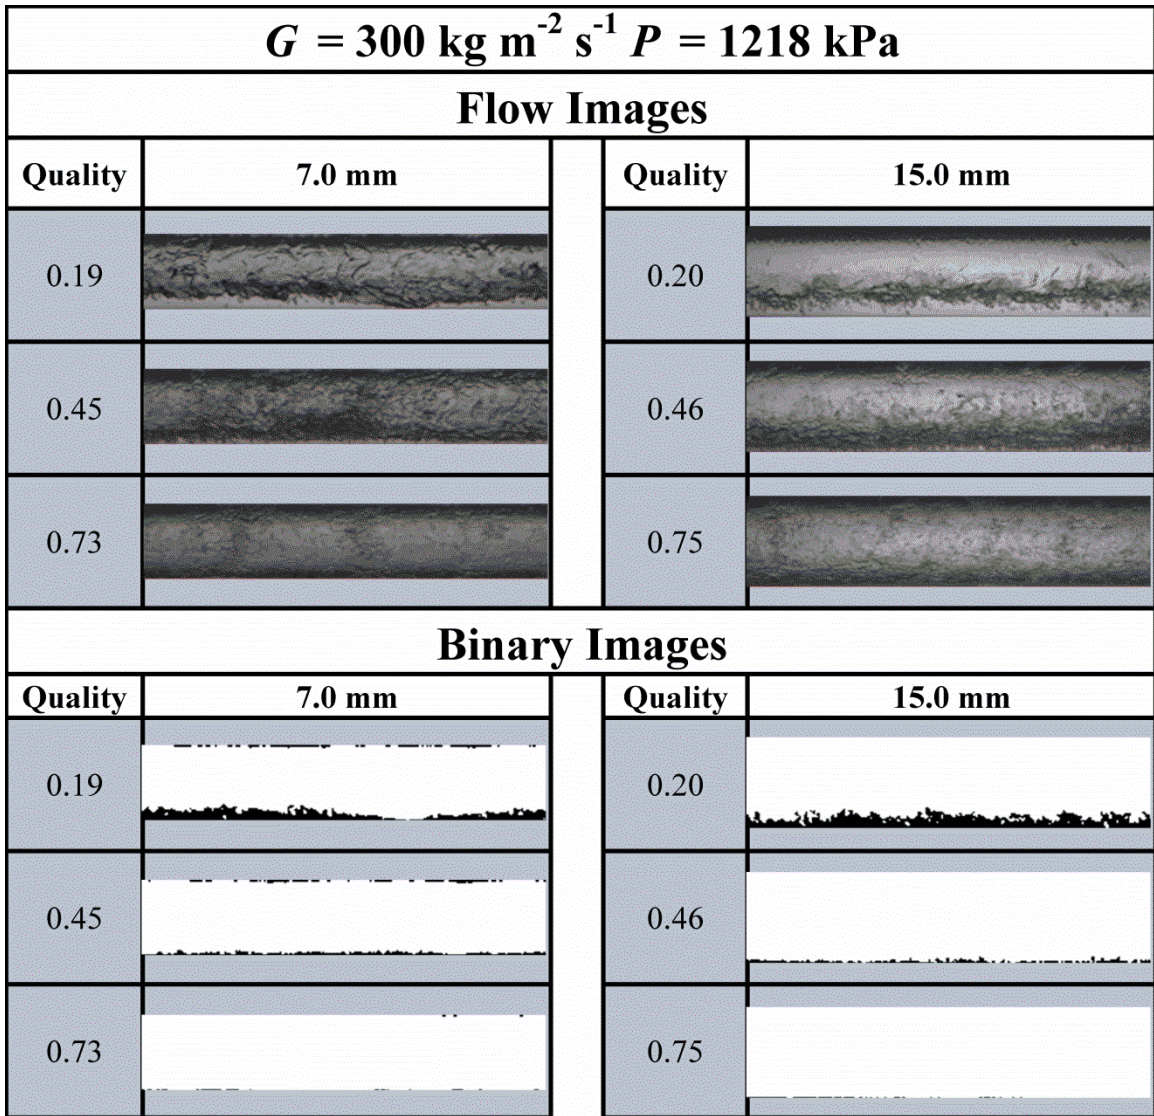 G = 300 kg m⁻² s⁻¹ P = 1218 kPa
Flow Images
Quality 7.0 mm Quality 15.0 mm
0.19 0.20
0.45 0.46
0.73 0.75
Binary Images
Quality 7.0 mm Quality 15.0 mm
0.19 0.20
0.45 0.46
0.73 0.75